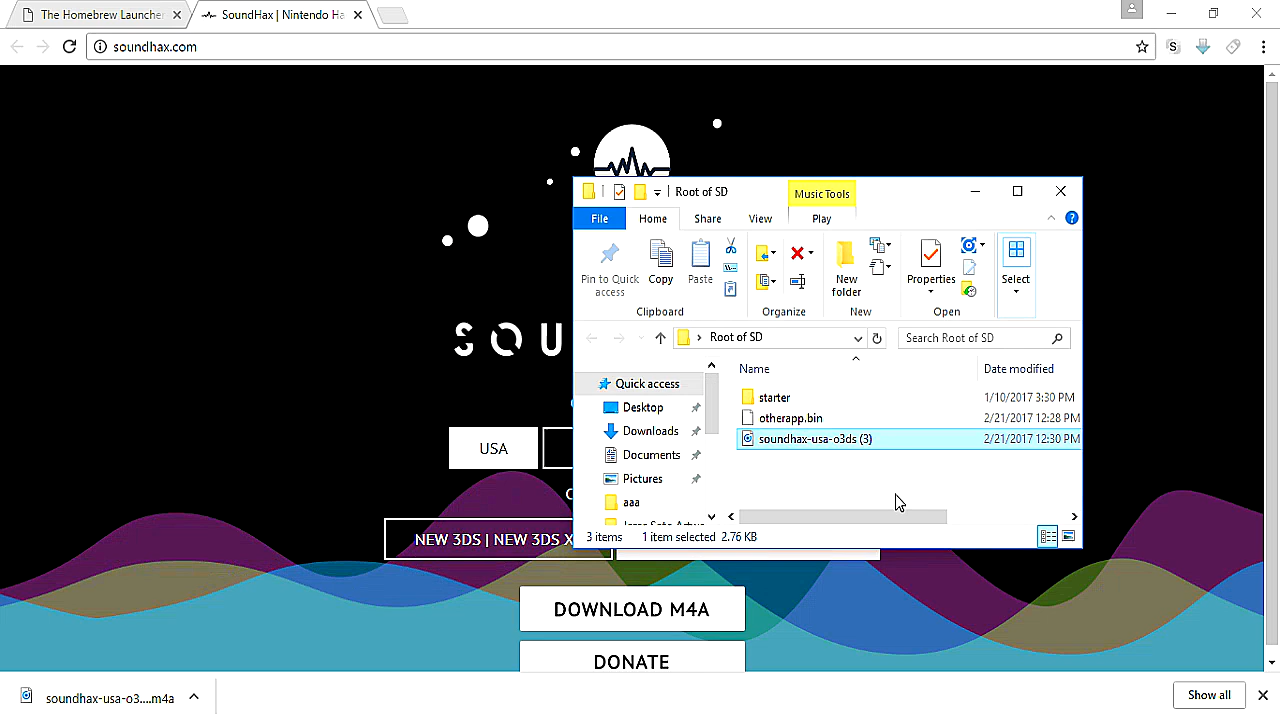 The Homebrew Launcher
SoundHax | Nintendo Ha
soundhax.com
S
Root of SD
Music Tools
File
Home
Share
View
Play
Pin to Quick access
Copy
Paste
New folder
Properties
Select
Clipboard
Organize
New
Open
Root of SD
Search Root of SD
Name
Date modified
Quick access
Desktop
Downloads
Documents
Pictures
aaa
starter
1/10/2017 3:30 PM
otherapp.bin
2/21/2017 12:28 PM
soundhax-usa-o3ds (3)
2/21/2017 12:30 PM
3 items
1 item selected 2.76 KB
SOU
USA
NEW 3DS | NEW 3DS X
DOWNLOAD M4A
DONATE
soundhax-usa-o3....m4a
Show all